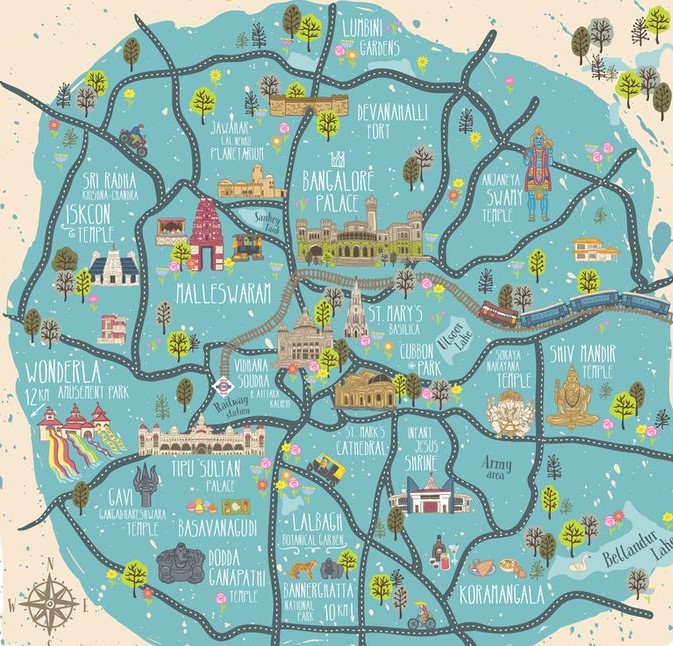 LUMBINI
GARDENS
DEVANAHALLI
FORT
JAWAHAR-
LAL NEHRU
PLANETARIUM
BANGALORE
PALACE
ANJANEYA
SWAMY
TEMPLE
SRI RADHA
KRISHNA-CHANDRA
ISKCON
TEMPLE
Sankey
Tank
MALLESWARAM
ST. MARY'S
BASILICA
Ulsoor
Lake
CUBBON
PARK
VIDHANA
SOUDHA
& ATTARA
KACHERI
SURAYA
NARAYANA
TEMPLE
SHIV MANDIR
TEMPLE
WONDERLA
12 KM AMUSEMENT PARK
Railway
station
TIPU SULTAN
PALACE
ST. MARK'S
CATHEDRAL
INFANT
JESUS
SHRINE
Army
area
GAVI
GANGADHARESHWARA
TEMPLE
BASAVANAGUDI
LALBAGH
BOTANICAL GARDEN
DODDA
GANAPATHI
TEMPLE
BANNERGHATTA
NATIONAL
PARK 10 KM
KORAMANGALA
Bellandur Lake
N
W E
S